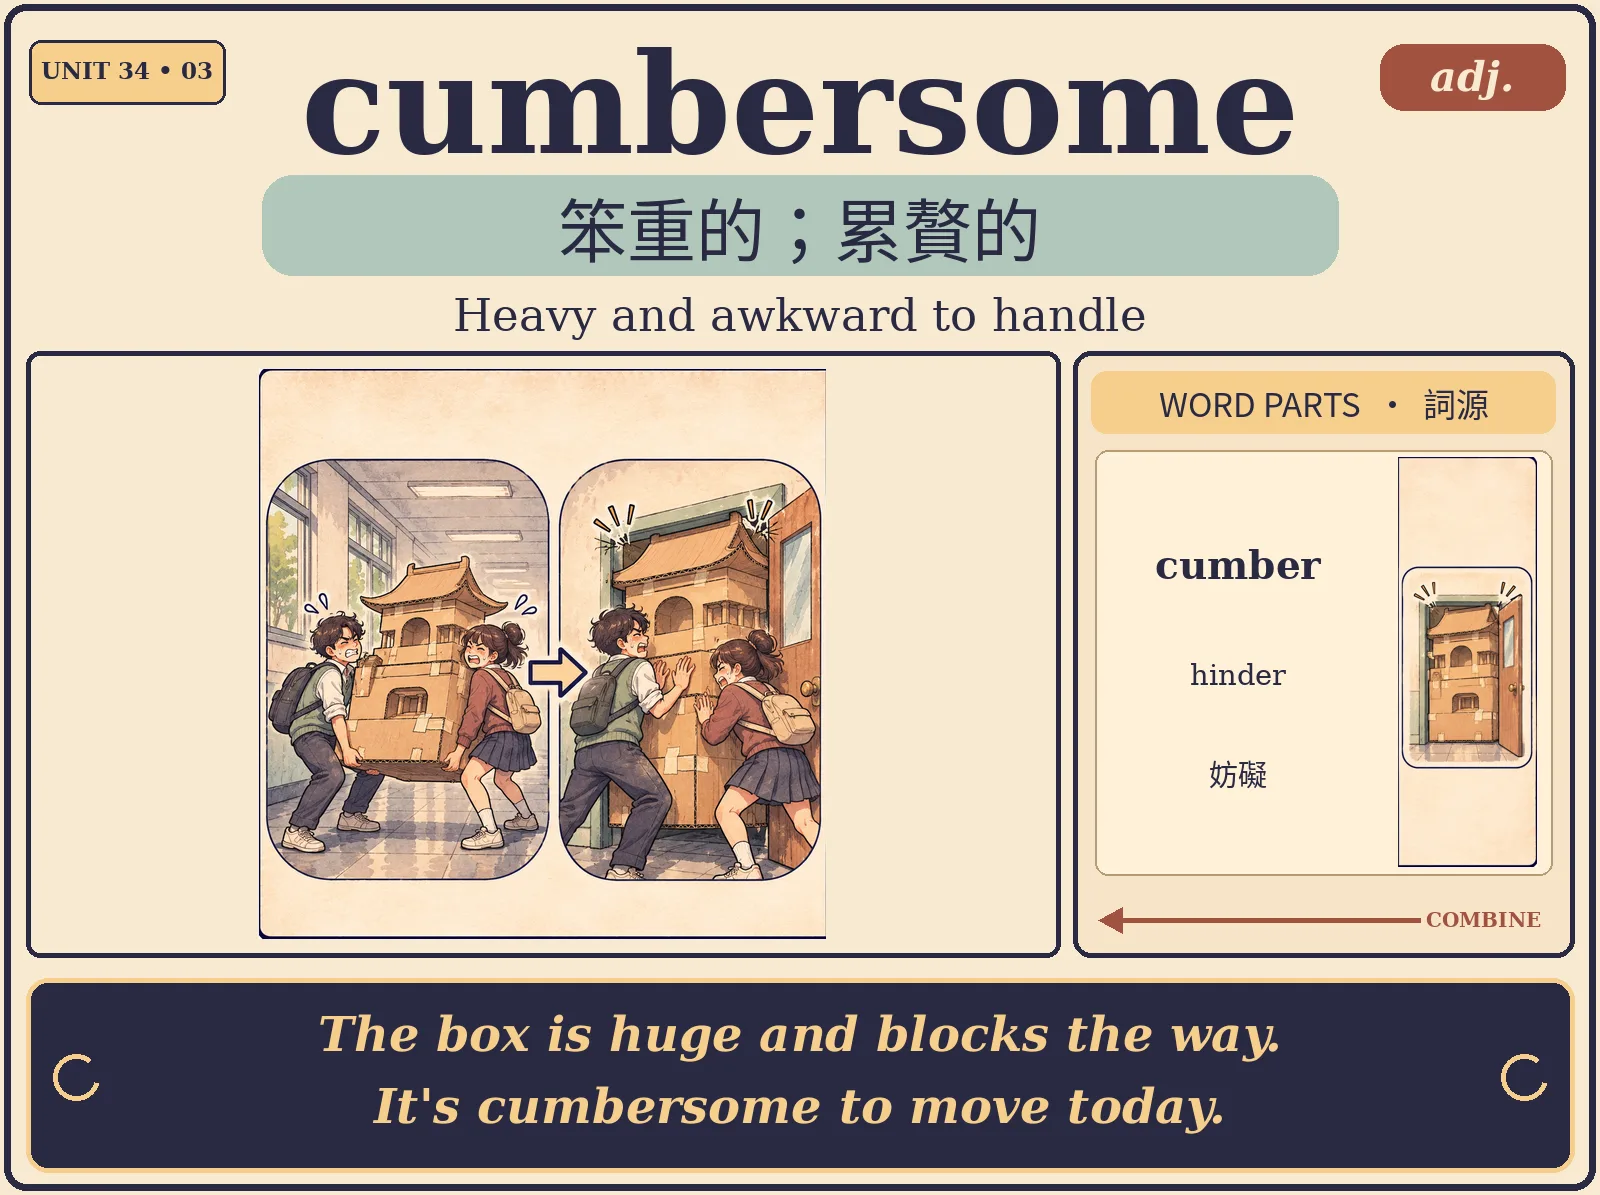 UNIT 34 • 03
cumbersome
adj.
笨重的；累贅的
Heavy and awkward to handle
WORD PARTS ・ 詞源
cumber
hinder
妨礙
COMBINE
The box is huge and blocks the way.
It's cumbersome to move today.